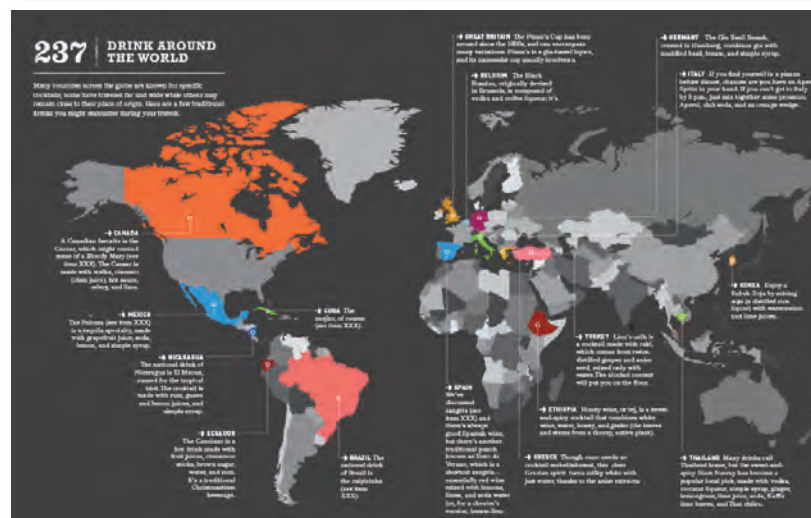 237
DRINK AROUND
THE WORLD
Many countries across the globe are known for specific
cocktails; some have traveled far and wide while others may
remain close to their place of origin. Here are a few traditional
drinks you might encounter during your travels.
→ GREAT BRITAIN The Pimm's Cup has been
around since the 1800s, and can encompass
many variations. Pimm's is a gin-based liquor,
and its namesake cup usually involves a
→ BELGIUM The Black
Russian, originally devised
in Brussels, is composed of
vodka and coffee liqueur; it's
→ GERMANY The Gin Basil Smash,
created in Hamburg, combines gin with
muddled basil, lemon, and simple syrup.
→ ITALY If you find yourself in a piazza
before dinner, chances are you have an Aperol
Spritz in your hand. If you can't get to Italy
by 5 p.m., just mix together some prosecco,
Aperol, club soda, and an orange wedge.
→ CANADA
A Canadian favorite is the
Caesar, which might remind
some of a Bloody Mary (see
item XXX). The Caesar is
made with vodka, clamato
(clam juice), hot sauce,
celery, and lime.
→ MEXICO
The Paloma (see item XXX)
is a tequila specialty, made
with grapefruit juice, soda,
lemon, and simple syrup.
→ CUBA The
mojito, of course
(see item XXX).
→ NICARAGUA
The national drink of
Nicaragua is El Macuá,
named for the tropical
bird. The cocktail is
made with rum, guava
and lemon juices, and
simple syrup.
→ ECUADOR
The Canelazo is a
hot drink made with
fruit juice, cinnamon
sticks, brown sugar,
water, and rum.
It's a traditional
Christmastime
beverage.
→ BRAZIL The
national drink
of Brazil is
the caipirinha
(see item
XXX).
→ SPAIN
We've
discussed
sangria (see
item XXX) and
there's always
good Spanish wine,
but there's another
traditional punch
known as Tinto de
Verano, which is a
shortcut sangria—
essentially red wine
mixed with lemons,
limes, and soda water
(or, for a sweeter
version, lemon-lime
→ TURKEY Lion's milk is
a cocktail made with raki,
which comes from twice-
distilled grapes and anise
seed, mixed only with
water. The alcohol content
will put you on the floor.
→ ETHIOPIA Honey wine, or tej, is a sweet-
and-spicy cocktail that combines white
wine, water, honey, and gesho (the leaves
and stems from a thorny, native plant).
→ GREECE Though ouzo needs no
cocktail embellishment, this clear
Grecian spirit turns milky white with
just water, thanks to the anise extracts.
→ KOREA Enjoy a
Subak Soju by mixing
soju (a distilled rice
liquor) with watermelon
and lime juices.
→ THAILAND Many drinks call
Thailand home, but the sweet-and-
spicy Siam Sunray has become a
popular local pick, made with vodka,
coconut liqueur, simple syrup, ginger,
lemongrass, lime juice, soda, Kaffir
lime leaves, and Thai chilies.